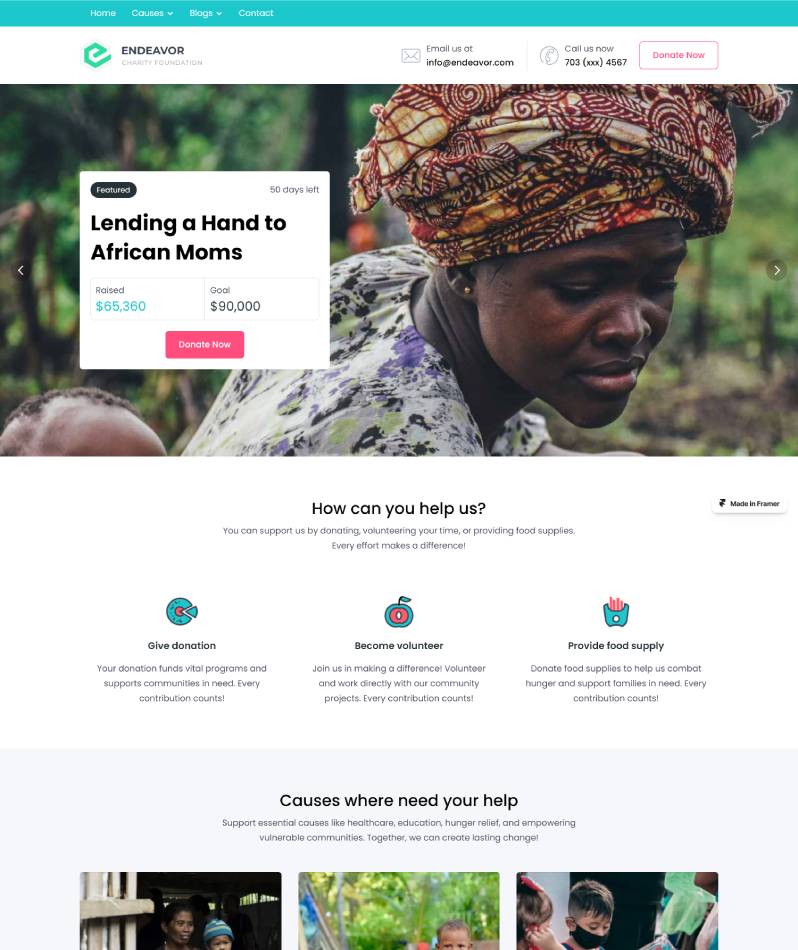 Home Causes Blogs Contact
ENDEAVOR
CHARITY FOUNDATION
Email us at
info@endeavor.com
Call us now
703 (xxx) 4567
Donate Now
Featured
50 days left
Lending a Hand to
African Moms
Raised
$65,360
Goal
$90,000
Donate Now
How can you help us?
You can support us by donating, volunteering your time, or providing food supplies.
Every effort makes a difference!
Made in Framer
Give donation
Your donation funds vital programs and
supports communities in need. Every
contribution counts!
Become volunteer
Join us in making a difference! Volunteer
and work directly with our community
projects. Every contribution counts!
Provide food supply
Donate food supplies to help us combat
hunger and support families in need. Every
contribution counts!
Causes where need your help
Support essential causes like healthcare, education, hunger relief, and empowering
vulnerable communities. Together, we can create lasting change!